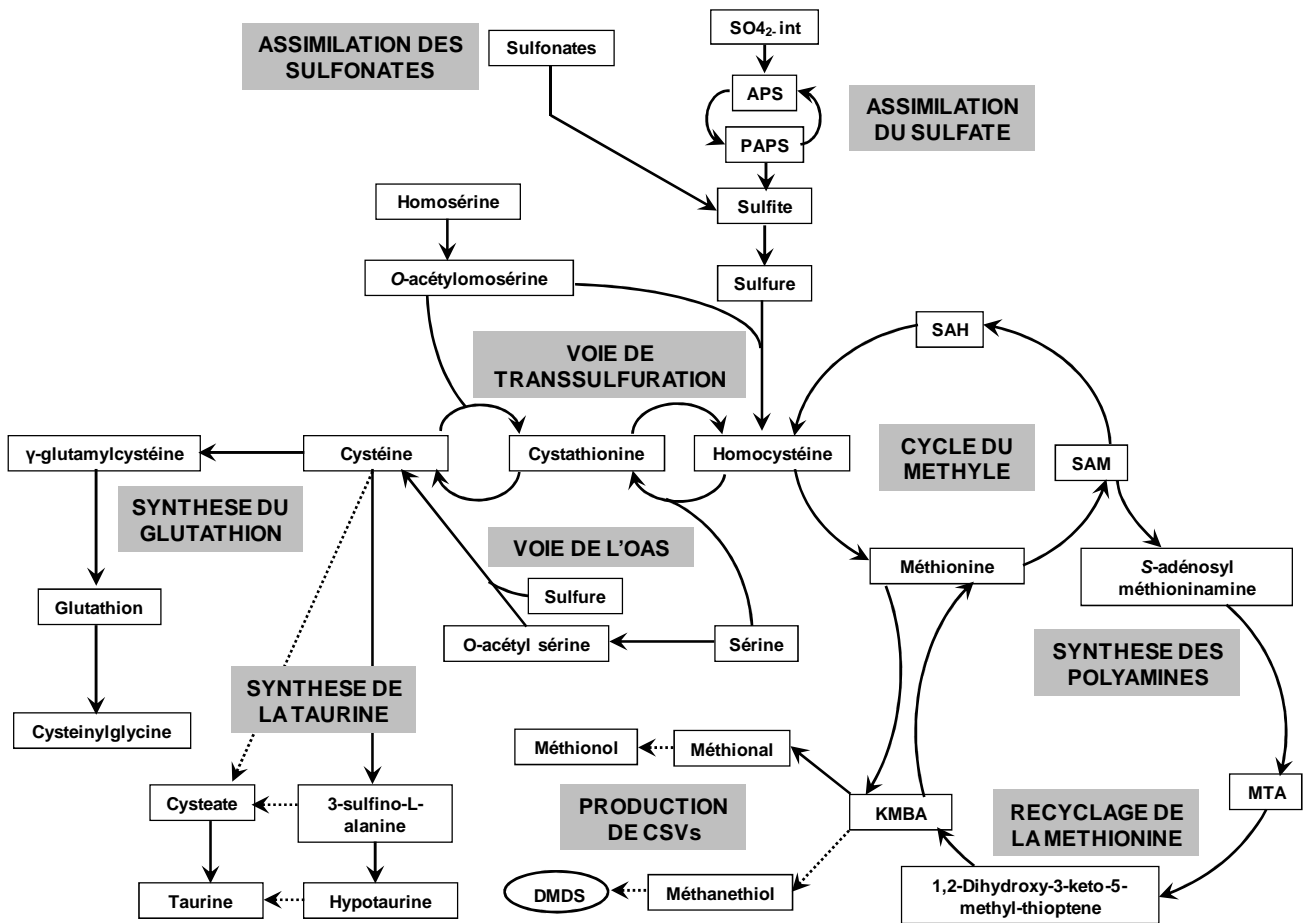 SO4₂- int
ASSIMILATION DES
SULFONATES
Sulfonates
APS
ASSIMILATION
DU SULFATE
PAPS
Homosérine
Sulfite
O-acétylomosérine
Sulfure
SAH
VOIE DE
TRANSSULFURATION
γ-glutamylcystéine
Cystéine
Cystathionine
Homocystéine
CYCLE DU
METHYLE
SAM
SYNTHESE DU
GLUTATHION
VOIE DE L'OAS
Méthionine
S-adénosyl
méthioninamine
Glutathion
Sulfure
O-acétyl sérine
Sérine
SYNTHESE DES
POLYAMINES
SYNTHESE DE
LA TAURINE
Cysteinylglycine
Méthionol
Méthional
Cysteate
3-sulfino-L-
alanine
PRODUCTION
DE CSVs
KMBA
RECYCLAGE DE
LA METHIONINE
MTA
Taurine
Hypotaurine
DMDS
Méthanethiol
1,2-Dihydroxy-3-keto-5-
methyl-thioptene